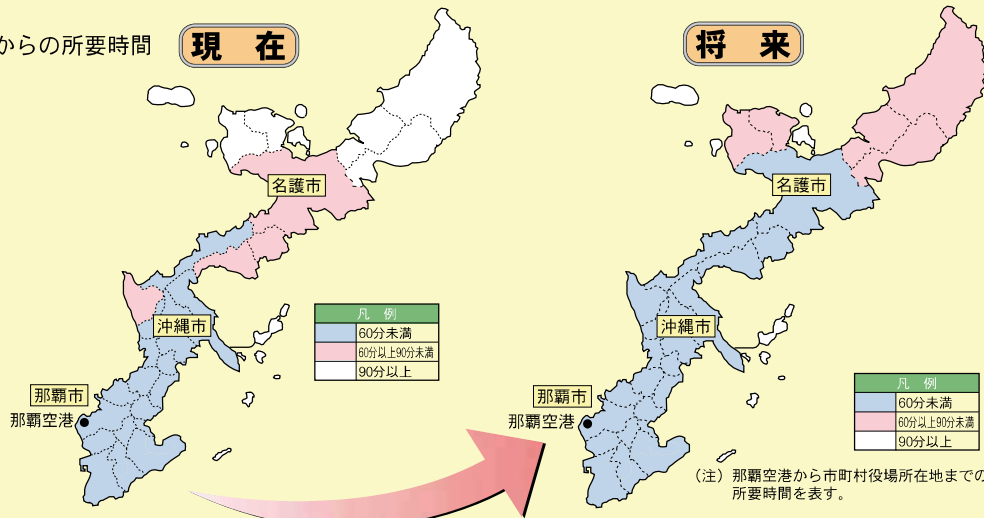 からの所要時間
現　在
名護市
沖縄市
那覇市
那覇空港
凡　例
60分未満
60分以上90分未満
90分以上
将　来
名護市
沖縄市
那覇市
那覇空港
凡　例
60分未満
60分以上90分未満
90分以上
（注）那覇空港から市町村役場所在地までの
所要時間を表す。